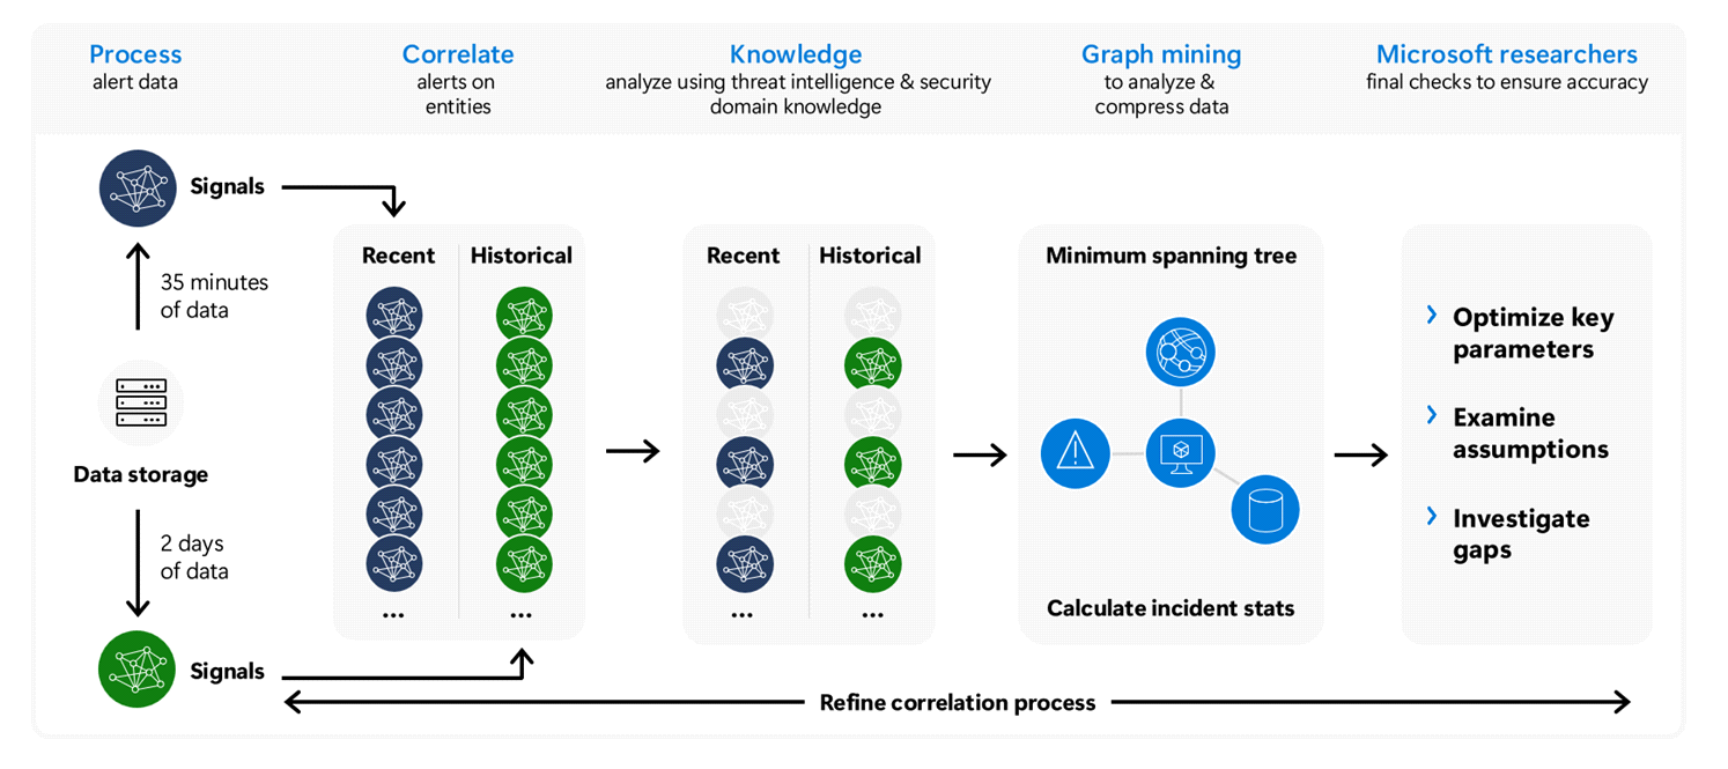 Process
alert data
Correlate
alerts on
entities
Knowledge
analyze using threat intelligence & security
domain knowledge
Graph mining
to analyze &
compress data
Microsoft researchers
final checks to ensure accuracy
Signals
35 minutes
of data
Data storage
2 days
of data
Signals
Recent
Historical
...
...
Recent
Historical
...
...
Minimum spanning tree
Calculate incident stats
Optimize key
parameters
Examine
assumptions
Investigate
gaps
Refine correlation process